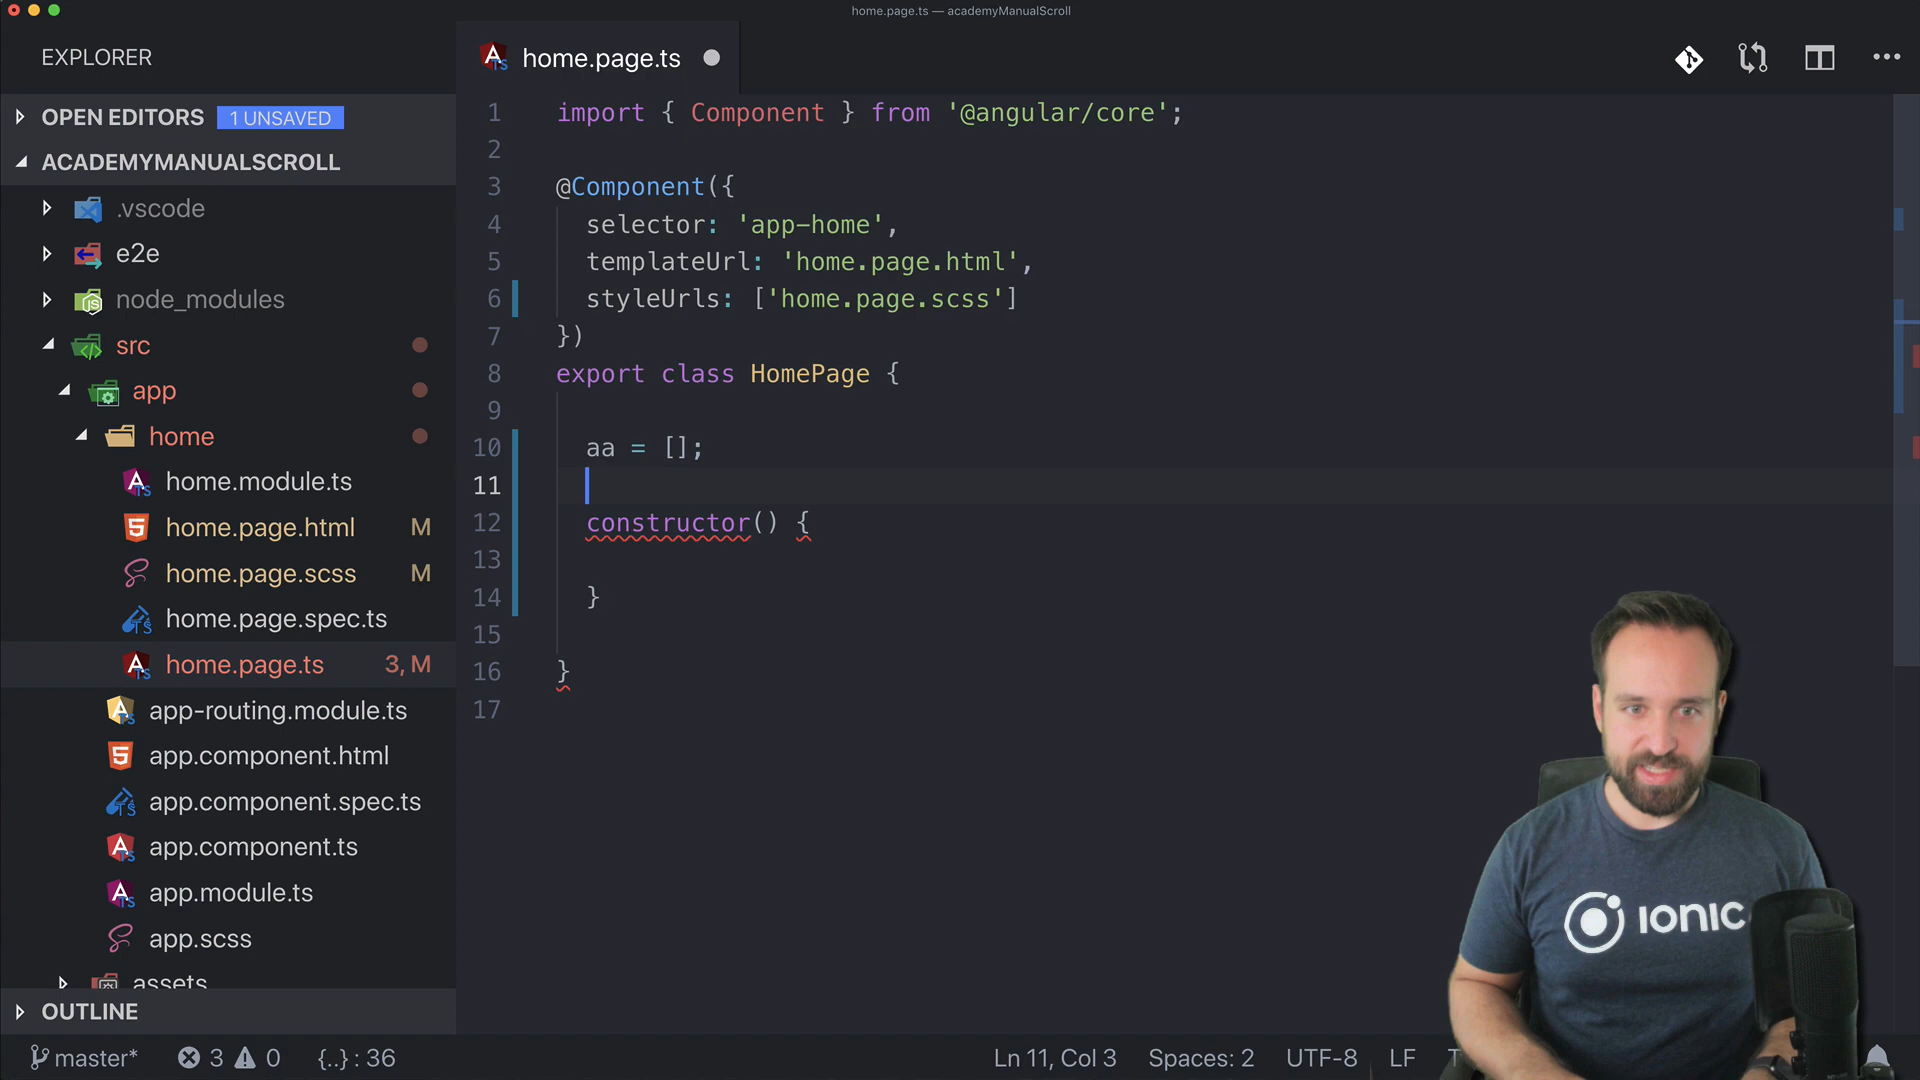 home.page.ts — academyManualScroll
EXPLORER
OPEN EDITORS 1 UNSAVED
ACADEMYMANUALSCROLL
.vscode
e2e
node_modules
src
app
home
home.module.ts
home.page.html M
home.page.scss M
home.page.spec.ts
home.page.ts 3, M
app-routing.module.ts
app.component.html
app.component.spec.ts
app.component.ts
app.module.ts
app.scss
assets
OUTLINE
home.page.ts
1 import { Component } from '@angular/core';
2
3 @Component({
4 selector: 'app-home',
5 templateUrl: 'home.page.html',
6 styleUrls: ['home.page.scss']
7 })
8 export class HomePage {
9
10 aa = [];
11
12 constructor() {
13
14 }
15
16 }
17
IONIC
master* 3 0 {..} : 36 Ln 11, Col 3 Spaces: 2 UTF-8 LF